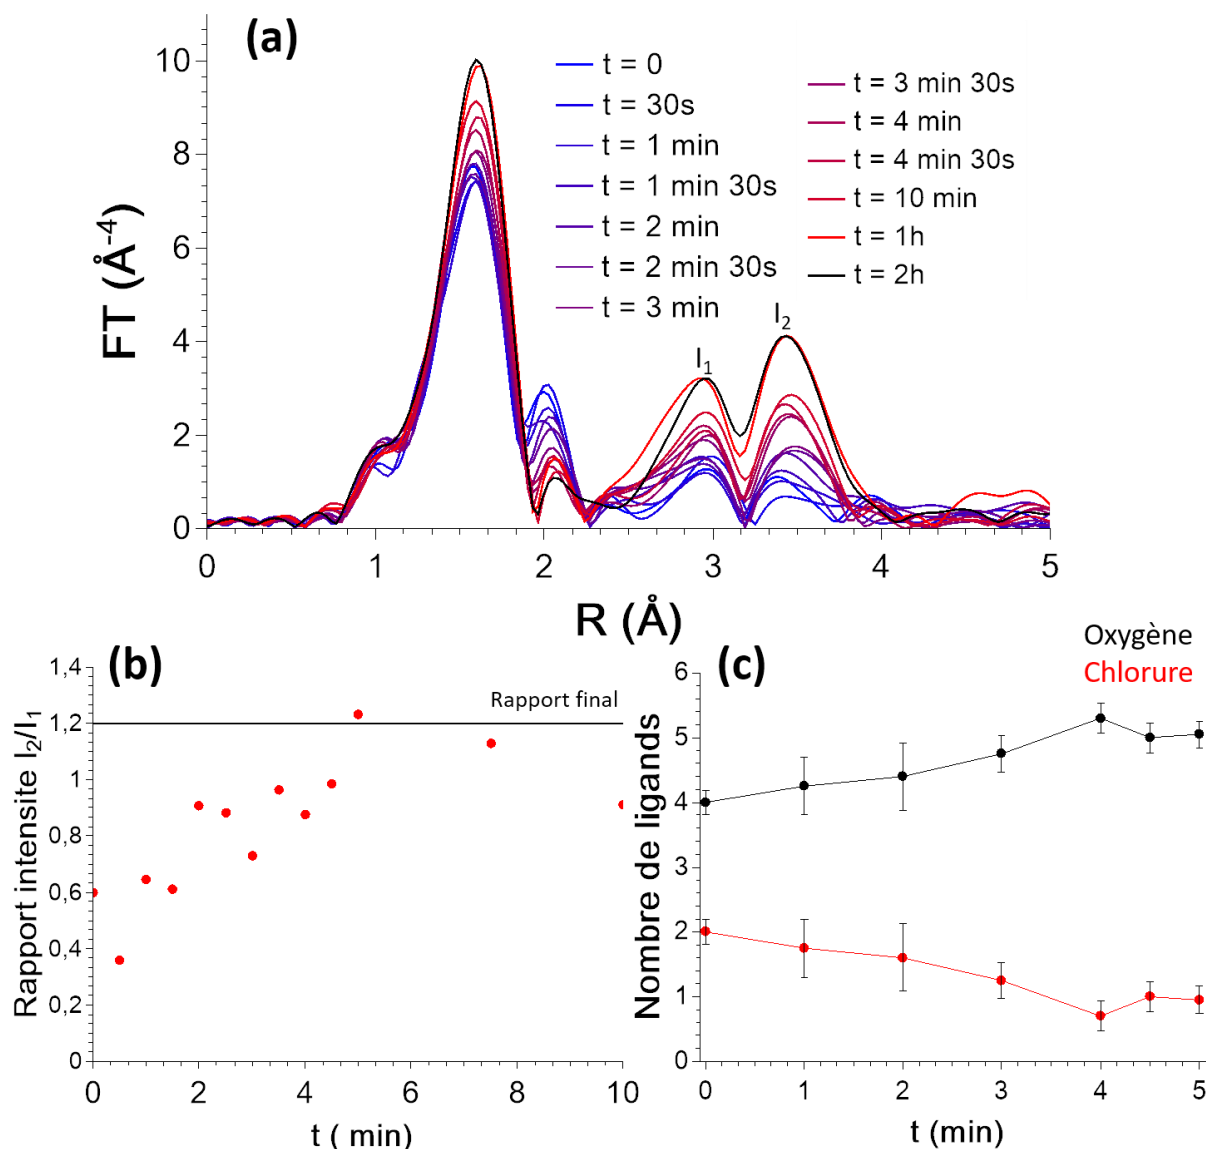 (a)
10
8
6
4
2
0
FT (Å⁻⁴)
t = 0
t = 30s
t = 1 min
t = 1 min 30s
t = 2 min
t = 2 min 30s
t = 3 min
t = 3 min 30s
t = 4 min
t = 4 min 30s
t = 10 min
t = 1h
t = 2h
I₁
I₂
0 1 2 3 4 5
R (Å)
(b)
1,4
1.2
1
0,8
0,6
0,4
0,2
0
Rapport intensite I₂/I₁
Rapport final
0 2 4 6 8 10
t ( min)
(c)
Oxygène
Chlorure
6
5
4
3
2
1
0
Nombre de ligands
0 1 2 3 4 5
t (min)